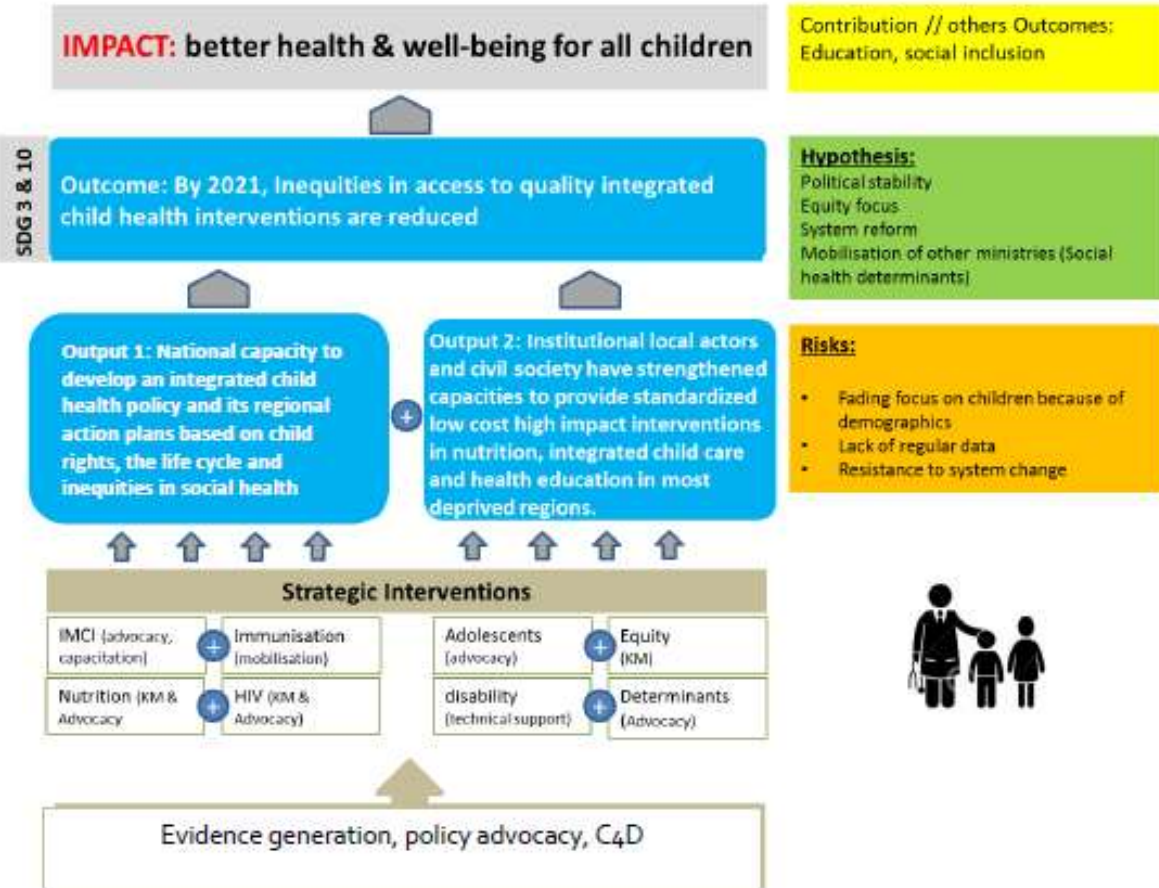 IMPACT: better health & well-being for all children
Contribution // others Outcomes:
Education, social inclusion
SDG 3 & 10
Outcome: By 2021, Inequities in access to quality integrated
child health interventions are reduced
Hypothesis:
Political stability
Equity focus
System reform
Mobilisation of other ministries (Social
health determinants)
Output 1: National capacity to
develop an integrated child
health policy and its regional
action plans based on child
rights, the life cycle and
inequities in social health
+
Output 2: Institutional local actors
and civil society have strengthened
capacities to provide standardized
low cost high impact interventions
in nutrition, integrated child care
and health education in most
deprived regions.
Risks:
• Fading focus on children because of
demographics
• Lack of regular data
• Resistance to system change
Strategic Interventions
IMCI (advocacy,
capacitation)
+
Immunisation
(mobilisation)
Adolescents
(advocacy)
+
Equity
(KM)
Nutrition (KM &
Advocacy
+
HIV (KM &
Advocacy)
disability
(technical support)
+
Determinants
(Advocacy)
Evidence generation, policy advocacy, C4D